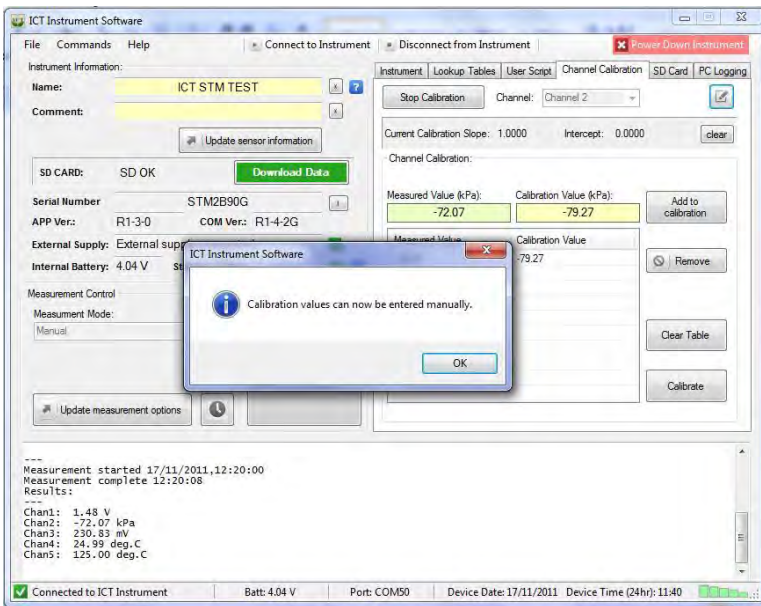 ICT Instrument Software
File Commands Help Connect to Instrument Disconnect from Instrument Power Down Instrument
Instrument Information:
Name: ICT STM TEST
Comment:
Update sensor information
SD CARD: SD OK Download Data
Serial Number STM2B90G
APP Ver.: R1-3-0 COM Ver.: R1-4-2G
External Supply: External
Internal Battery: 4.04 V
Measurement Control
Measument Mode:
Manual
Update measurement options
Instrument Lookup Tables User Script Channel Calibration SD Card PC Logging
Stop Calibration Channel: Channel 2
Current Calibration Slope: 1.0000 Intercept: 0.0000 clear
Channel Calibration:
Measured Value (kPa): Calibration Value (kPa):
-72.07 -79.27 Add to calibration
Measured Value Calibration Value
-79.27 Remove
Clear Table
Calibrate
ICT Instrument Software
Calibration values can now be entered manually.
OK
---
Measurement started 17/11/2011,12:20:00
Measurement complete 12:20:08
Results:
---
Chan1: 1.48 V
Chan2: -72.07 kPa
Chan3: 230.83 mV
Chan4: 24.99 deg.C
Chan5: 125.00 deg.C
Connected to ICT Instrument Batt: 4.04 V Port: COM50 Device Date: 17/11/2011 Device Time (24hr): 11:40